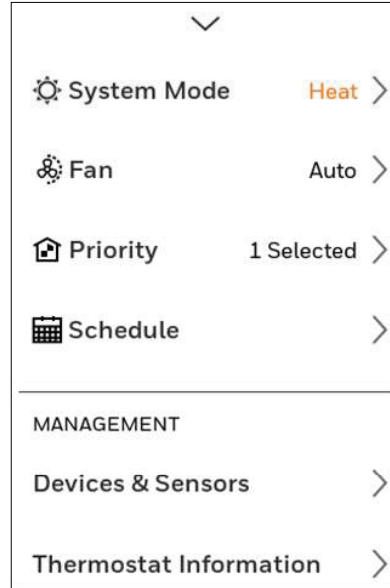 System Mode Heat
Fan Auto
Priority 1 Selected
Schedule
MANAGEMENT
Devices & Sensors
Thermostat Information